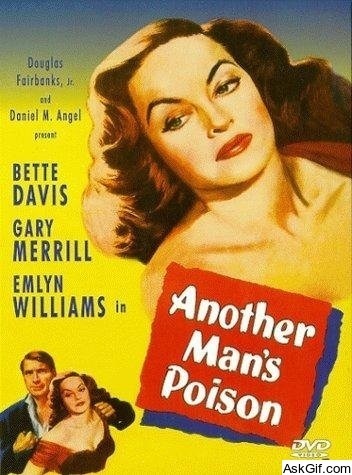 Douglas
Fairbanks, Jr.
and
Daniel M. Angel
present
BETTE
DAVIS
GARY
MERRILL
EMLYN
WILLIAMS in
Another
Man's
Poison
DVD
VIDEO
AskGif.com